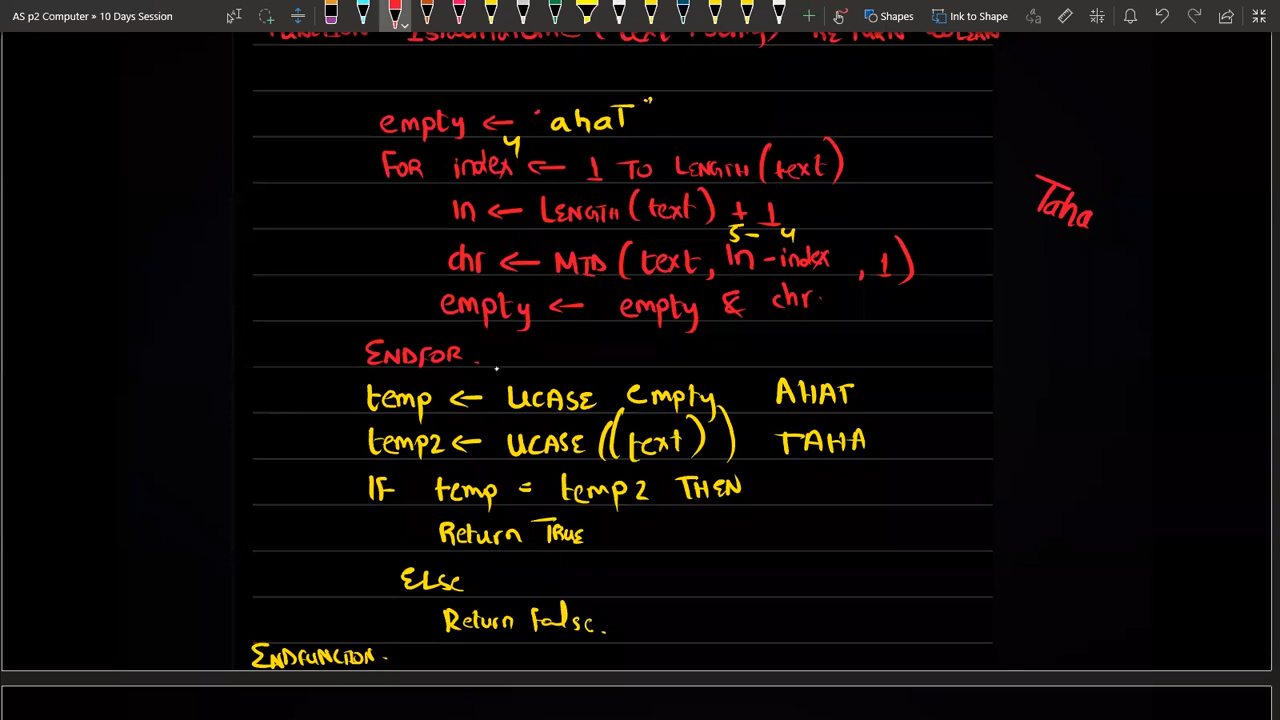 AS p2 Computer » 10 Days Session
Shapes
Ink to Shape
empty ← "ahaT"
4
FOR index ← 1 TO LENGTH(text)
ln ← LENGTH(text) + 1
5 - 4
chr ← MID(text, ln - index, 1)
empty ← empty & chr.
ENDFOR.
temp ← UCASE empty AHAT
temp2 ← UCASE((text)) TAHA
IF temp = temp2 THEN
Return TRUE
ELSE
Return False.
ENDFUNCTION.
Taha